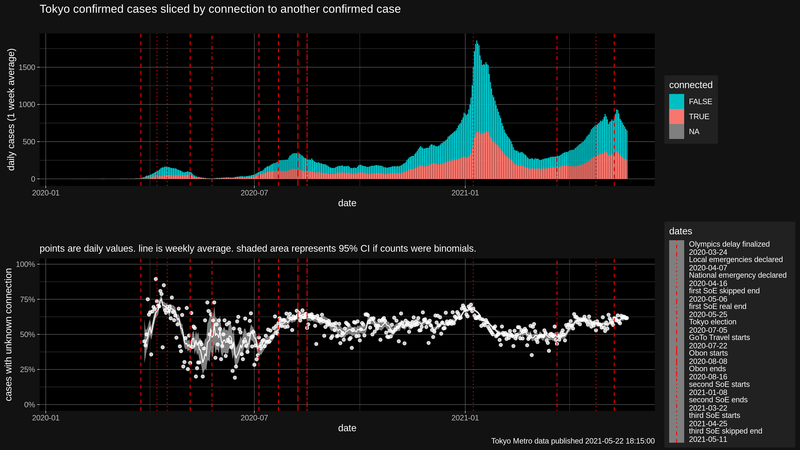 Tokyo confirmed cases sliced by connection to another confirmed case
daily cases (1 week average)
1500
1000
500
0
2020-01
2020-07
2021-01
date
connected
FALSE
TRUE
NA
points are daily values. line is weekly average. shaded area represents 95% CI if counts were binomials.
cases with unknown connection
100%
75%
50%
25%
0%
2020-01
2020-07
2021-01
date
dates
Olympics delay finalized
2020-03-24
Local emergencies declared
2020-04-07
National emergency declared
2020-04-16
first SoE skipped end
2020-05-06
first SoE real end
2020-05-25
Tokyo election
2020-07-05
GoTo Travel starts
2020-07-22
Obon starts
2020-08-08
Obon ends
2020-08-16
second SoE starts
2021-01-08
second SoE ends
2021-03-22
third SoE starts
2021-04-25
third SoE skipped end
2021-05-11
Tokyo Metro data published 2021-05-22 18:15:00